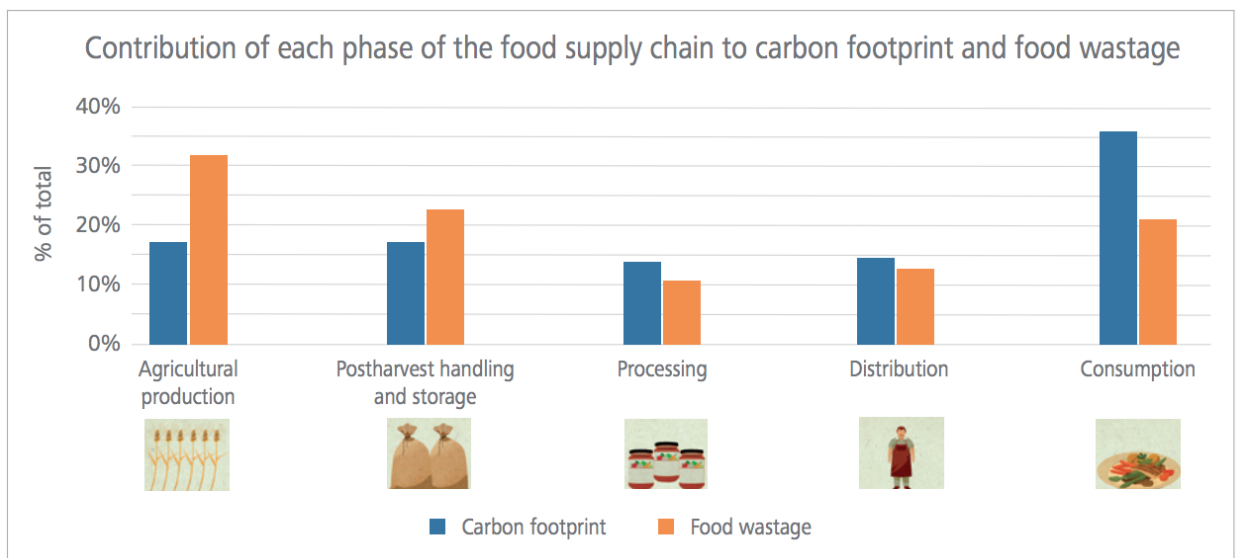 Contribution of each phase of the food supply chain to carbon footprint and food wastage
40%
30%
20%
10%
0%
% of total
Agricultural
production
Postharvest handling
and storage
Processing
Distribution
Consumption
Carbon footprint
Food wastage